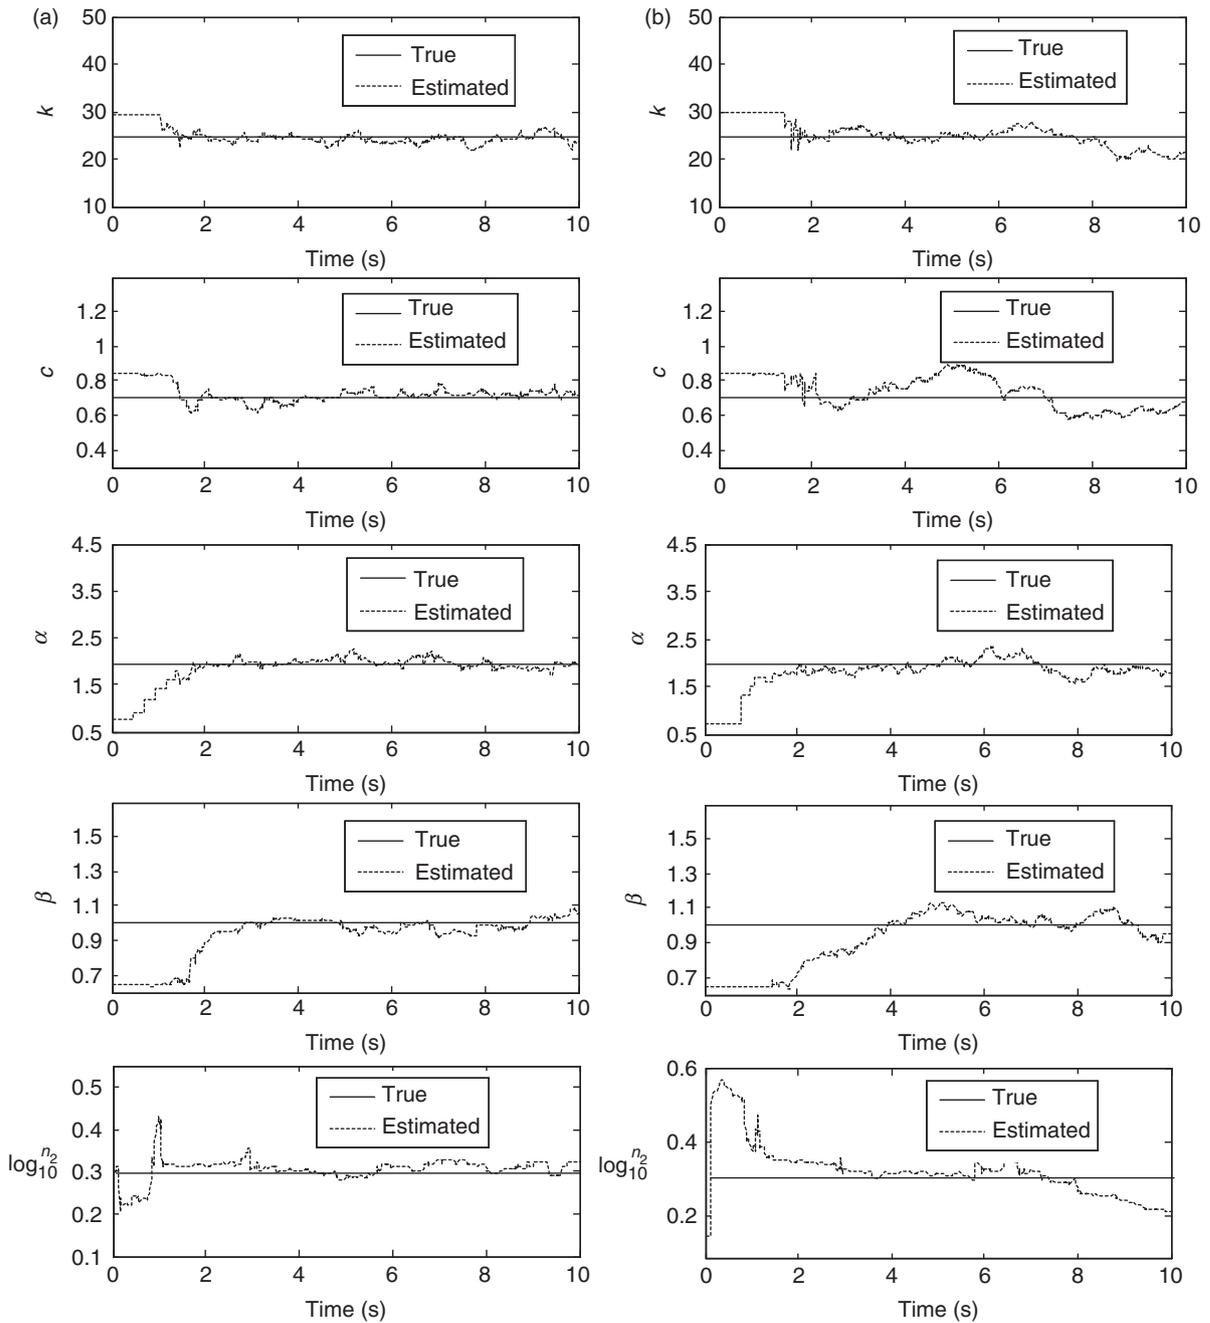 (a)
50
40
30
20
10
k
True
Estimated
0 2 4 6 8 10
Time (s)
1.2
1
0.8
0.6
0.4
c
True
Estimated
0 2 4 6 8 10
Time (s)
4.5
3.5
2.5
1.5
0.5
α
True
Estimated
0 2 4 6 8 10
Time (s)
1.5
1.3
1.1
0.9
0.7
β
True
Estimated
0 2 4 6 8 10
Time (s)
0.5
0.4
0.3
0.2
0.1
log10 n2
True
Estimated
0 2 4 6 8 10
Time (s)
(b)
50
40
30
20
10
k
True
Estimated
0 2 4 6 8 10
Time (s)
1.2
1
0.8
0.6
0.4
c
True
Estimated
0 2 4 6 8 10
Time (s)
4.5
3.5
2.5
1.5
0.5
α
True
Estimated
0 2 4 6 8 10
Time (s)
1.5
1.3
1.1
0.9
0.7
β
True
Estimated
0 2 4 6 8 10
Time (s)
0.6
0.4
0.2
log10 n2
True
Estimated
0 2 4 6 8 10
Time (s)